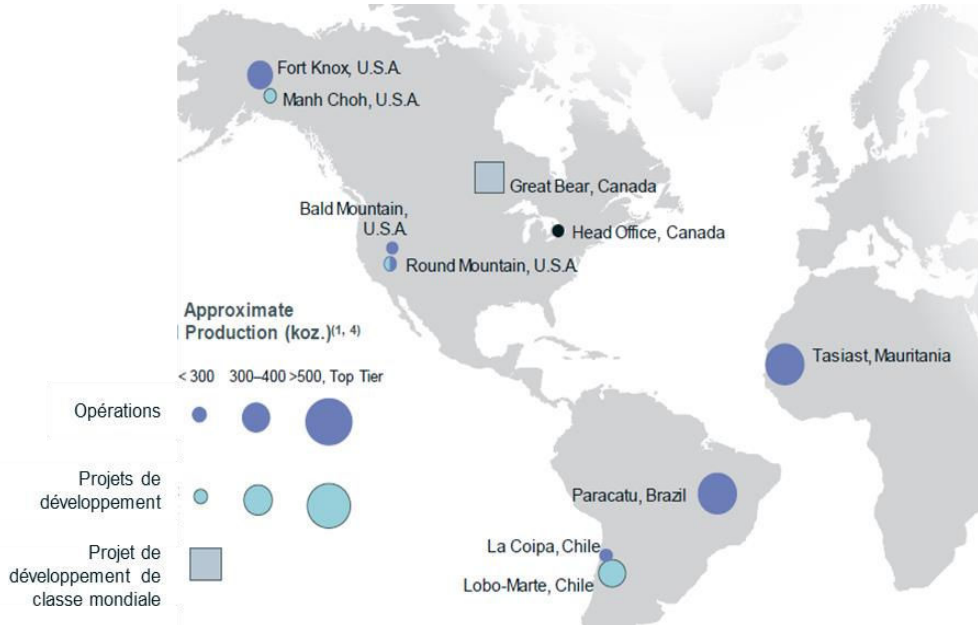 Fort Knox, U.S.A.
Manh Choh, U.S.A.
Great Bear, Canada
Bald Mountain,
U.S.A.
Head Office, Canada
Round Mountain, U.S.A.
Approximate
Production (koz.)(1, 4)
Tasiast, Mauritania
< 300 300–400 >500, Top Tier
Opérations
Projets de
développement
Paracatu, Brazil
La Coipa, Chile
Projet de
développement de
classe mondiale
Lobo-Marte, Chile